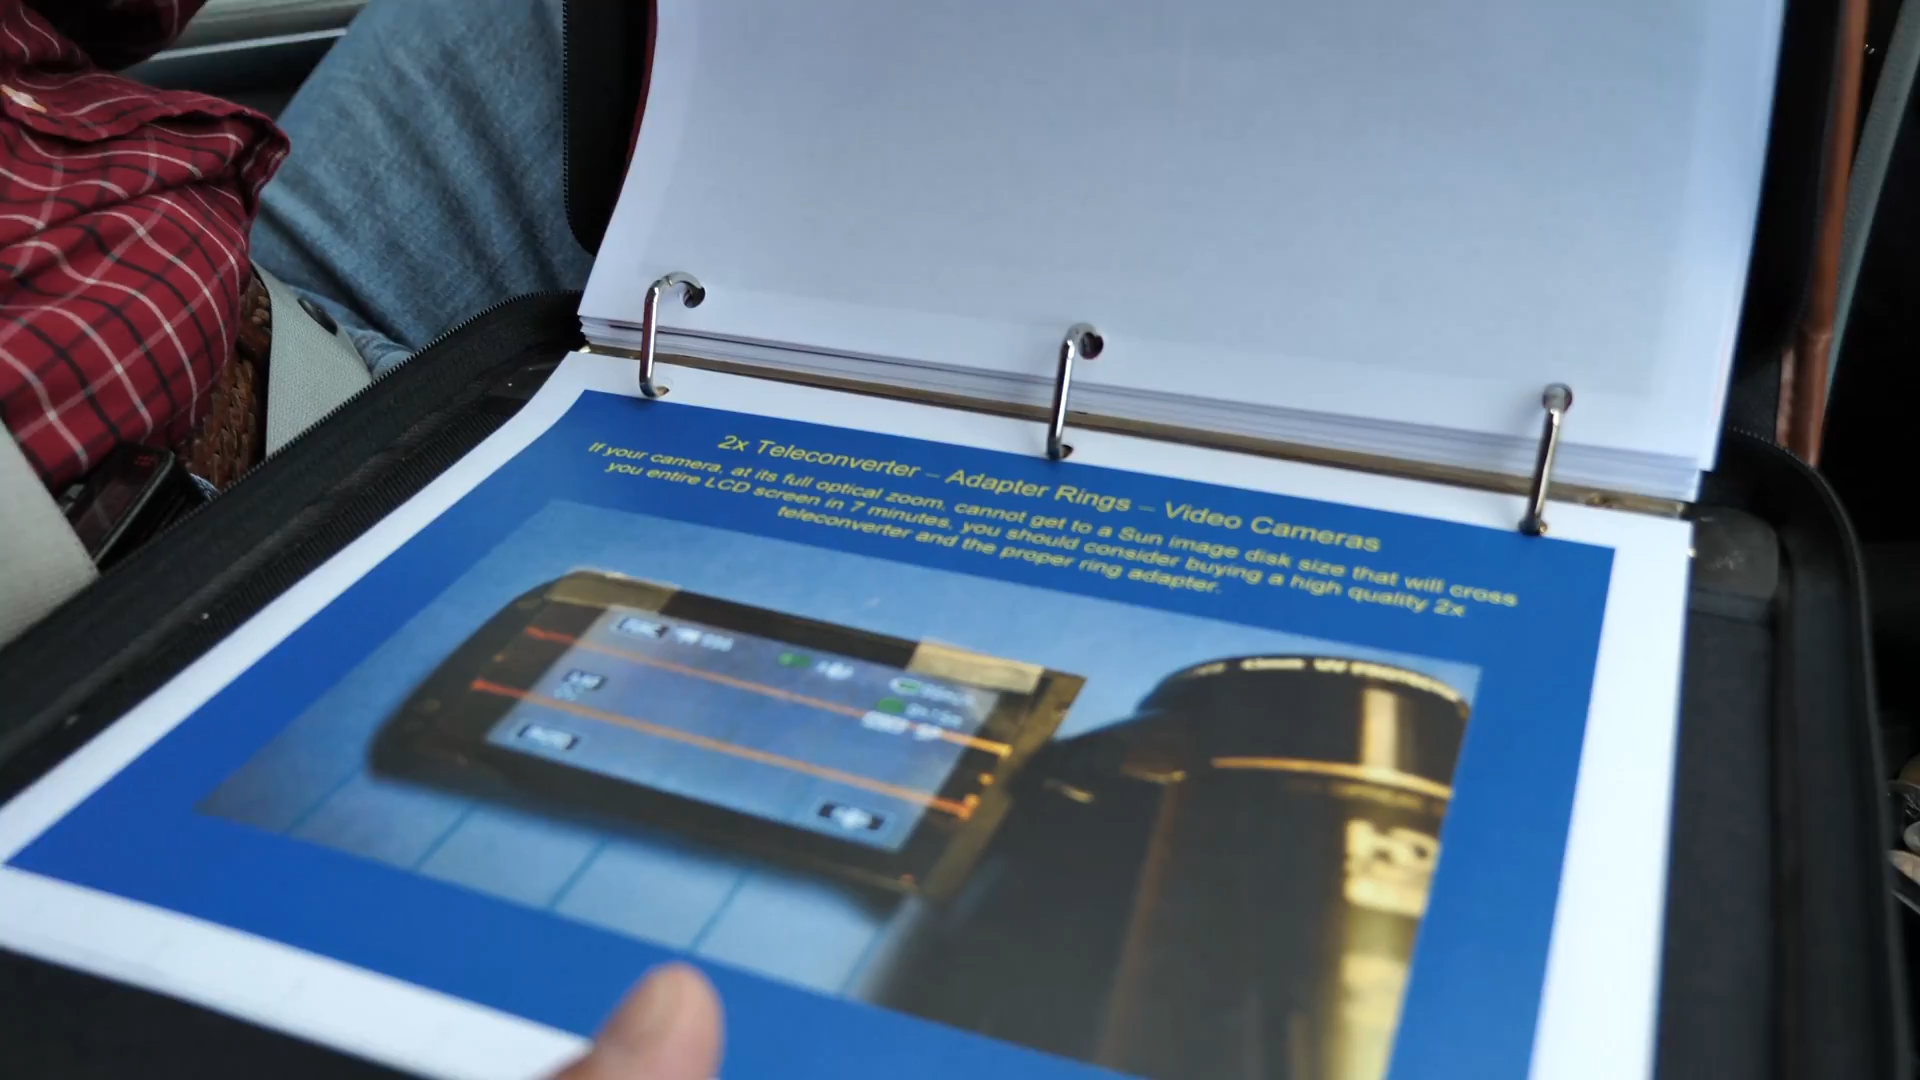 2x Teleconverter – Adapter Rings – Video Cameras
If your camera, at its full optical zoom, cannot get to a Sun image disk size that will cross
you entire LCD screen in 7 minutes, you should consider buying a high quality 2x
teleconverter and the proper ring adapter.